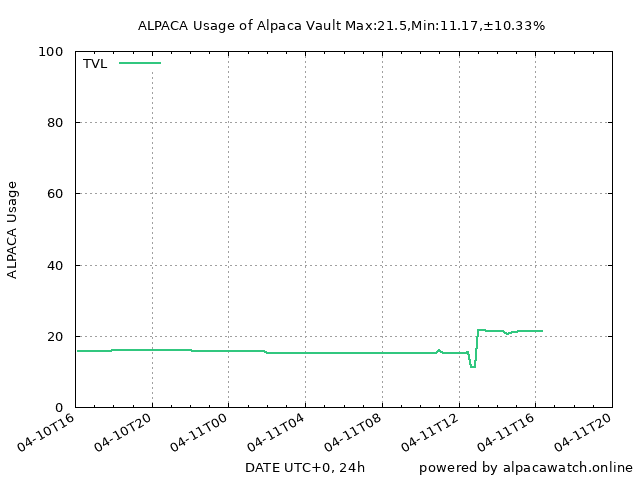 ALPACA Usage of Alpaca Vault Max:21.5,Min:11.17,±10.33%
TVL
100
80
60
40
20
0
ALPACA Usage
04-10T16
04-10T20
04-11T00
04-11T04
04-11T08
04-11T12
04-11T16
04-11T20
DATE UTC+0, 24h
powered by alpacawatch.online